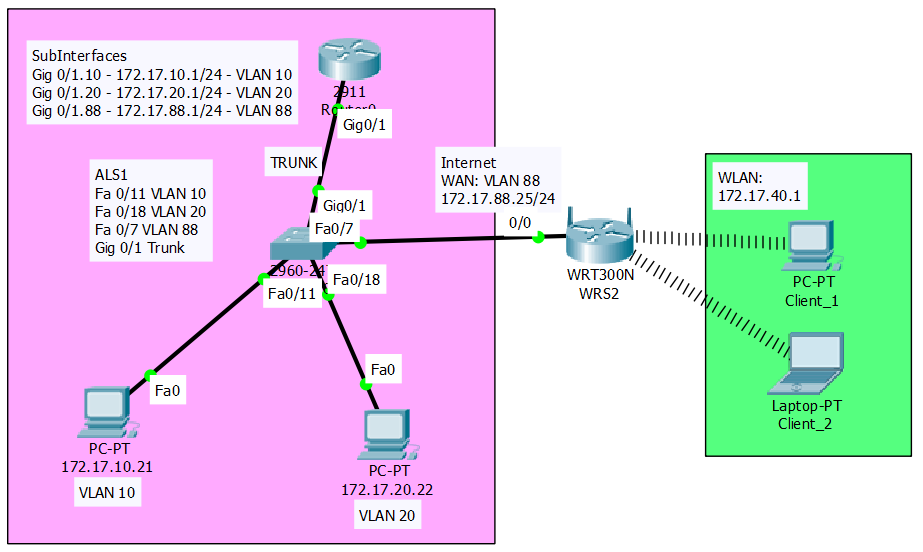 SubInterfaces
Gig 0/1.10 - 172.17.10.1/24 - VLAN 10
Gig 0/1.20 - 172.17.20.1/24 - VLAN 20
Gig 0/1.88 - 172.17.88.1/24 - VLAN 88
2911
Router0
Gig0/1
TRUNK
ALS1
Fa 0/11 VLAN 10
Fa 0/18 VLAN 20
Fa 0/7 VLAN 88
Gig 0/1 Trunk
Gig0/1
Fa0/7
2960-24
Fa0/11
Fa0/18
Internet
WAN: VLAN 88
172.17.88.25/24
0/0
WRT300N
WRS2
WLAN:
172.17.40.1
PC-PT
Client_1
Laptop-PT
Client_2
Fa0
PC-PT
172.17.10.21
VLAN 10
Fa0
PC-PT
172.17.20.22
VLAN 20